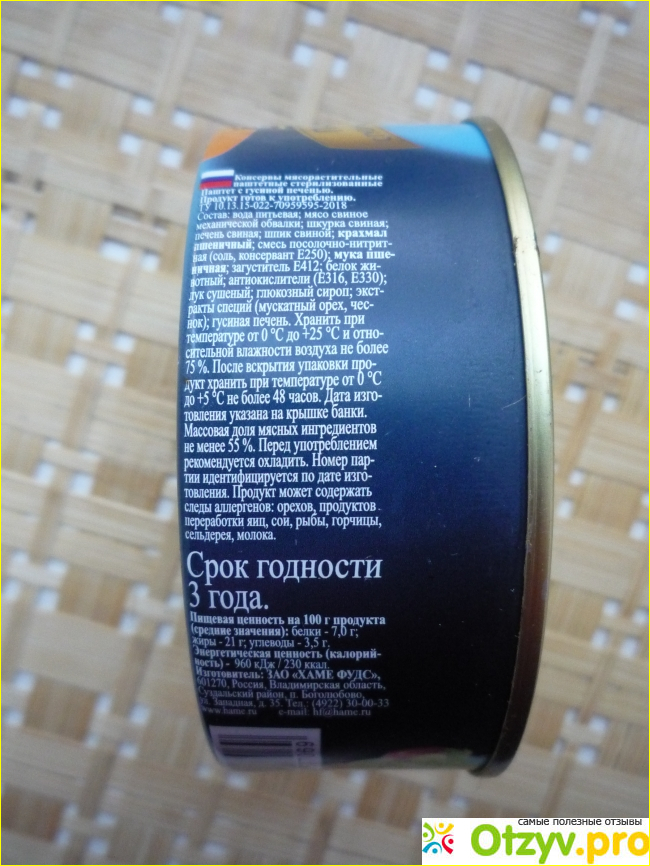 Консервы мясорастительные
паштетные стерилизованные
Паштет с гусиной печенью.
Продукт готов к употреблению.
ТУ 10.13.15-022-70959595-2018
Состав: вода питьевая; мясо свиное
механической обвалки; шкурка свиная;
печень свиная; шпик свиной; крахмал
пшеничный; смесь посолочно-нитрит-
ная (соль, консервант Е250); мука пше-
ничная; загуститель Е412; белок жи-
вотный; антиокислители (Е316, Е330);
лук сушеный; глюкозный сироп; экст-
ракты специй (мускатный орех, чес-
нок); гусиная печень. Хранить при
температуре от 0 °С до +25 °С и отно-
сительной влажности воздуха не более
75 %. После вскрытия упаковки про-
дукт хранить при температуре от 0 °С
до +5 °С не более 48 часов. Дата изго-
товления указана на крышке банки.
Массовая доля мясных ингредиентов
не менее 55 %. Перед употреблением
рекомендуется охладить. Номер пар-
тии идентифицируется по дате изго-
товления. Продукт может содержать
следы аллергенов: орехов, продуктов
переработки яиц, сои, рыбы, горчицы,
сельдерея, молока.
Срок годности
3 года.
Пищевая ценность на 100 г продукта
(средние значения): белки - 7,0 г;
жиры - 21 г; углеводы - 3,5 г.
Энергетическая ценность (калорий-
ность) - 960 кДж / 230 ккал.
Изготовитель: ЗАО «ХАМЕ ФУДС»,
601270, Россия, Владимирская область,
Суздальский район, п. Боголюбово,
ул. Западная, д. 35. Тел.: (4922) 30-00-33
www.hame.ru e-mail: hfl@hame.ru
самые полезные отзывы
Otzyv.pro